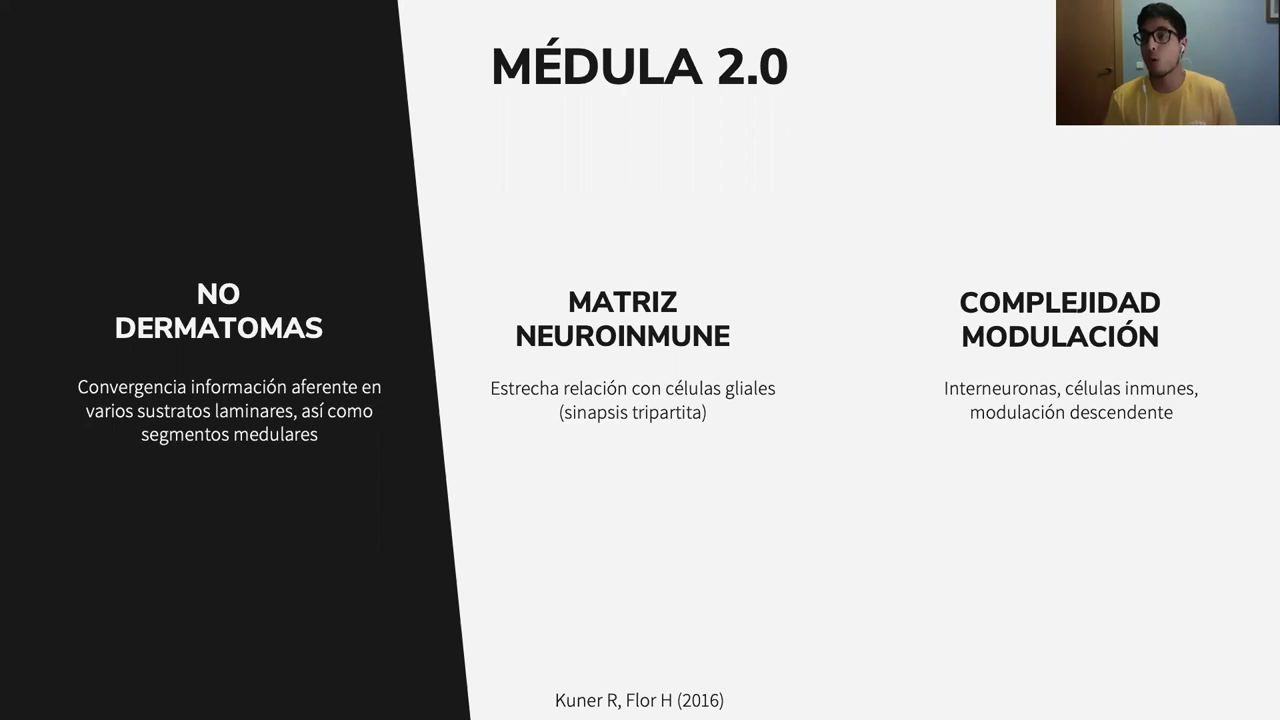 MÉDULA 2.0
NO
DERMATOMAS
Convergencia información aferente en
varios sustratos laminares, así como
segmentos medulares
MATRIZ
NEUROINMUNE
Estrecha relación con células gliales
(sinapsis tripartita)
COMPLEJIDAD
MODULACIÓN
Interneuronas, células inmunes,
modulación descendente
Kuner R, Flor H (2016)